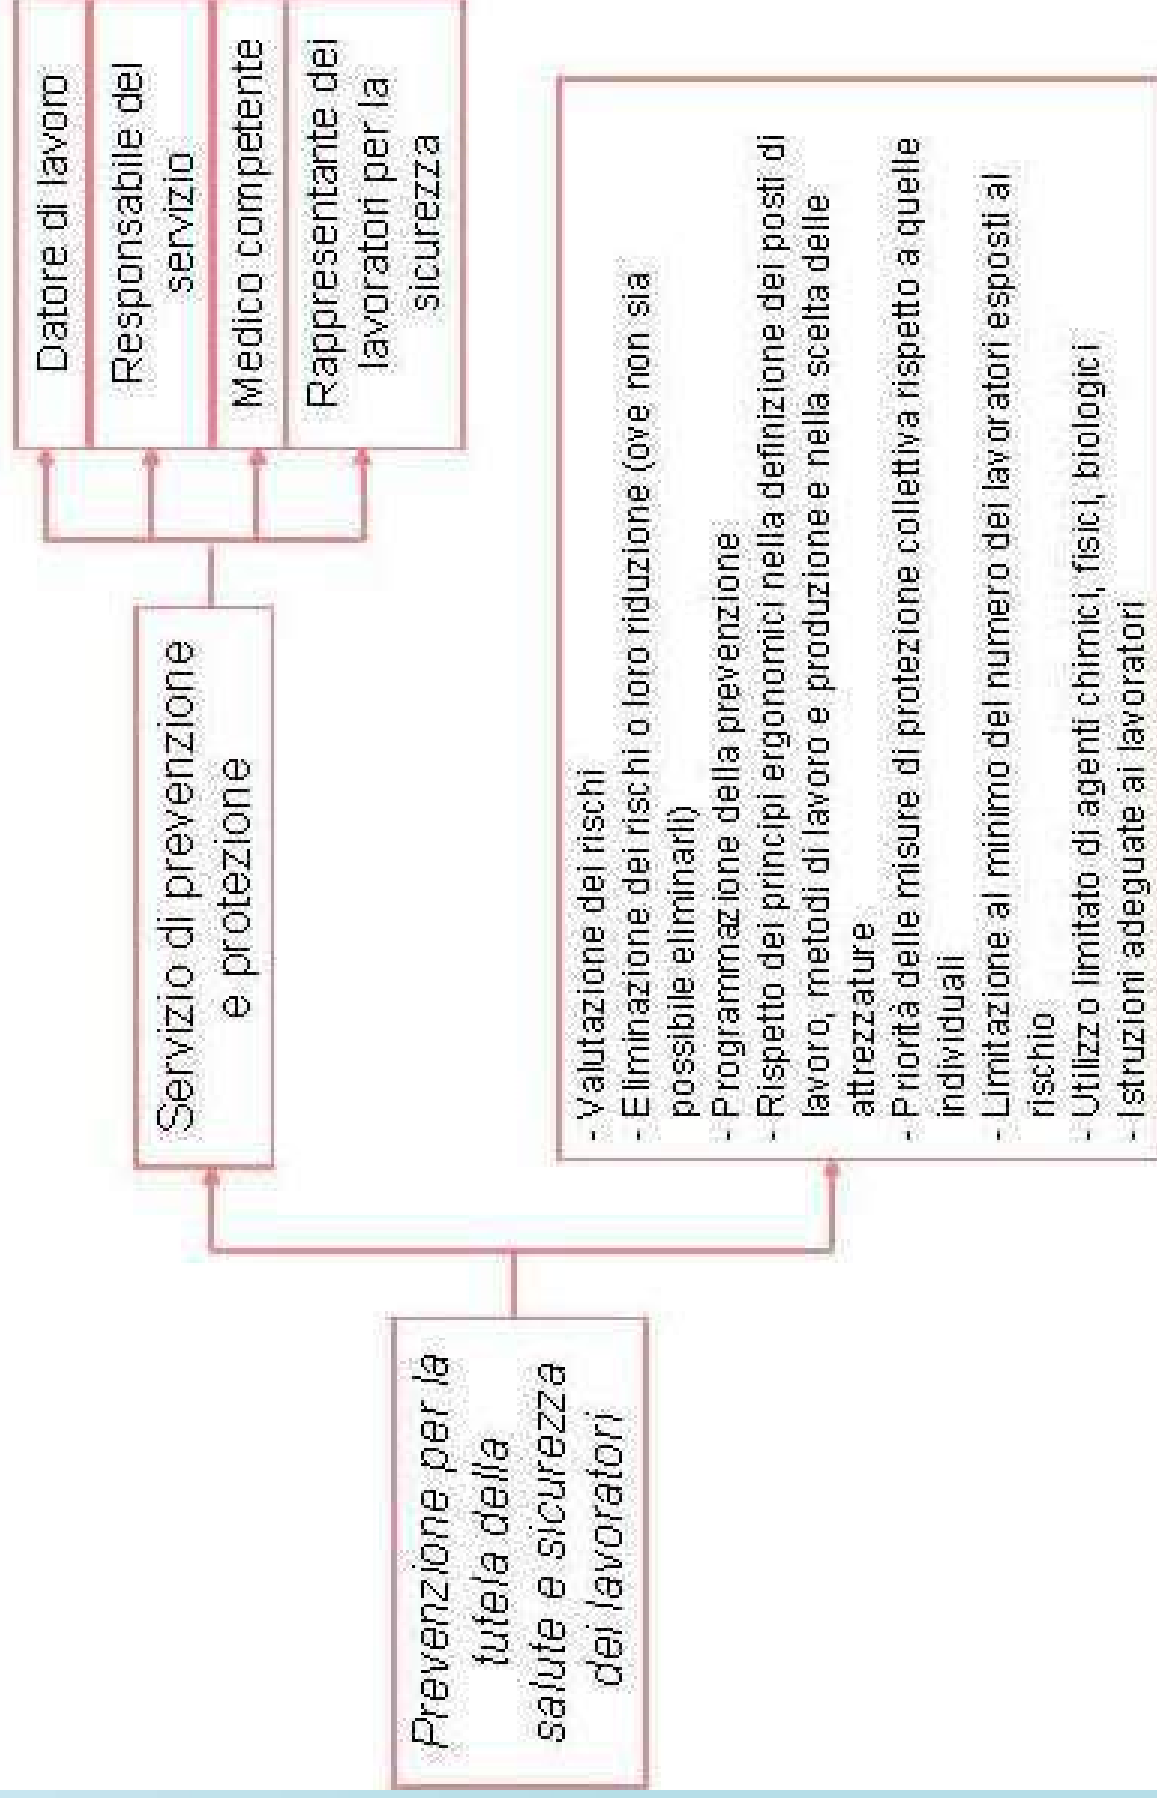 Prevenzione per la
tutela della
salute e sicurezza
dei lavoratori
Servizio di prevenzione
e protezione
Datore di lavoro
Responsabile del
servizio
Medico competente
Rappresentante dei
lavoratori per la
sicurezza
- Valutazione dei rischi
- Eliminazione dei rischi o loro riduzione (ove non sia
possibile eliminarli)
- Programmazione della prevenzione
- Rispetto dei principi ergonomici nella definizione dei posti di
lavoro, metodi di lavoro e produzione e nella scelta delle
attrezzature
- Priorità delle misure di protezione collettiva rispetto a quelle
individuali
- Limitazione al minimo del numero dei lavoratori esposti al
rischio
- Utilizzo limitato di agenti chimici, fisici, biologici
- Istruzioni adeguate ai lavoratori